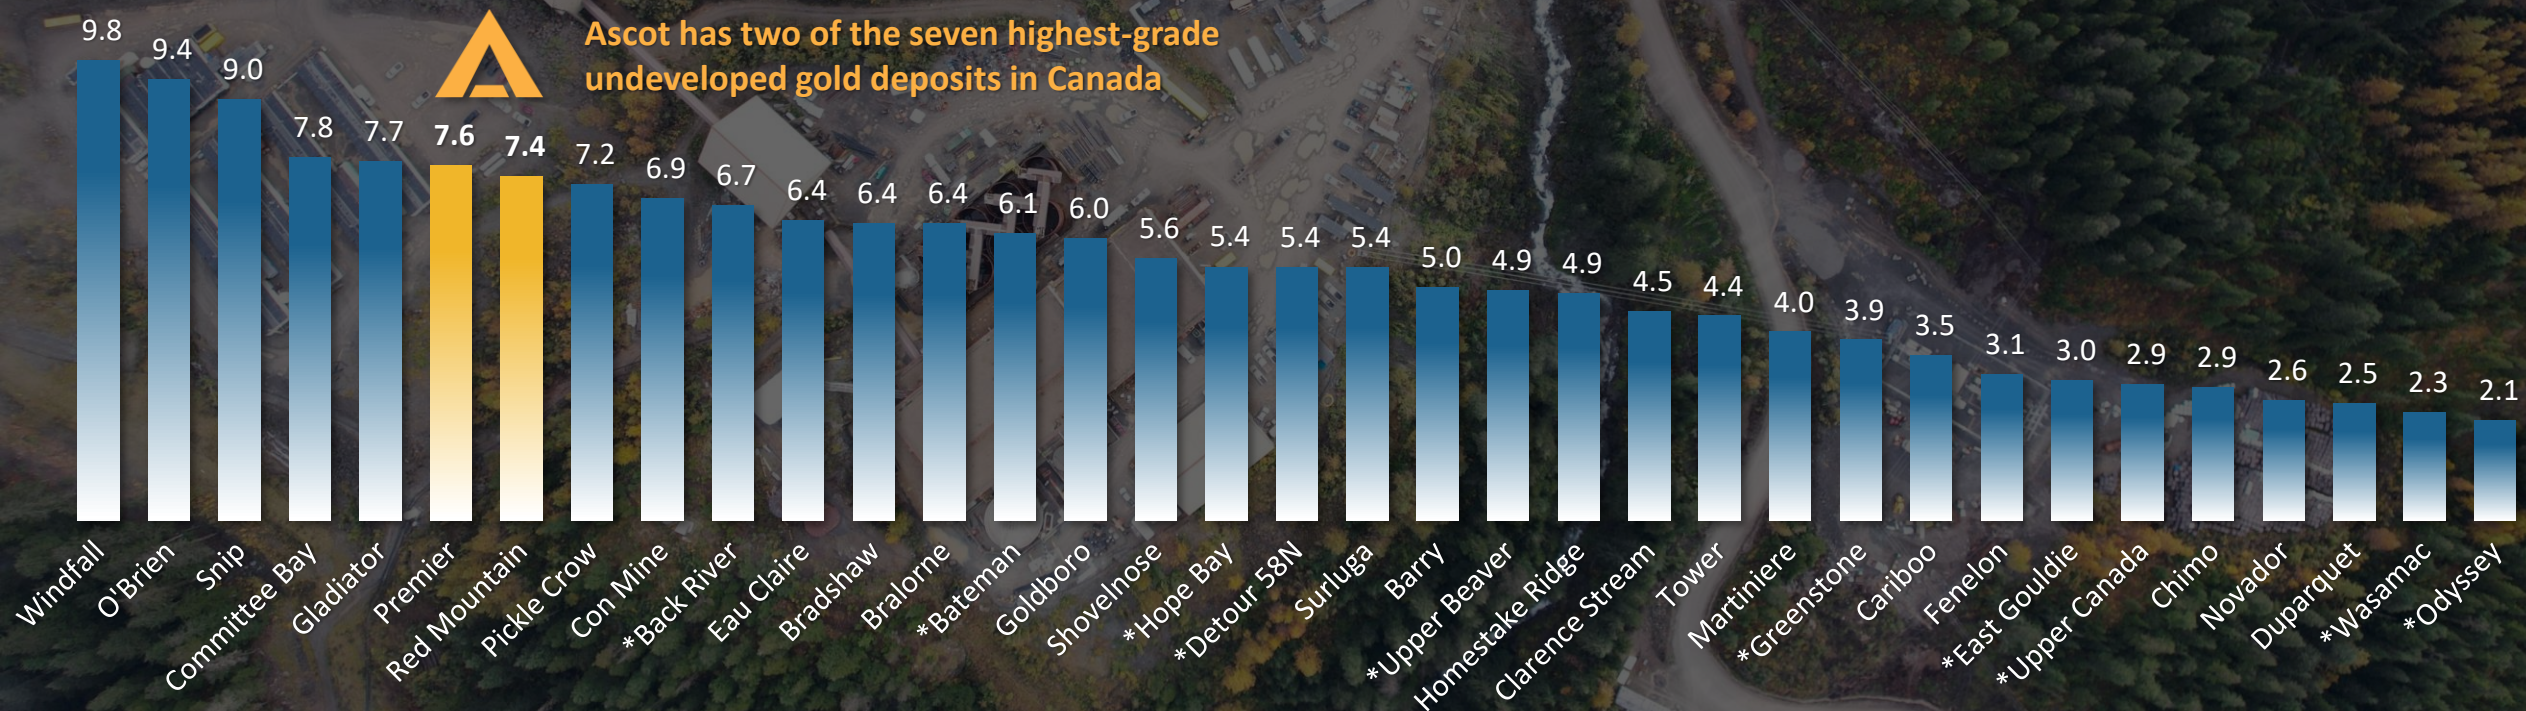 Ascot has two of the seven highest-grade
undeveloped gold deposits in Canada
9.8
9.4
9.0
7.8
7.7
7.6
7.4
7.2
6.9
6.7
6.4
6.4
6.4
6.1
6.0
5.6
5.4
5.4
5.4
5.0
4.9
4.9
4.5
4.4
4.0
3.9
3.5
3.1
3.0
2.9
2.9
2.6
2.5
2.3
2.1
Windfall
O'Brien
Snip
Committee Bay
Gladiator
Premier
Red Mountain
Pickle Crow
Con Mine
*Back River
Eau Claire
Bradshaw
Bralorne
*Bateman
Goldboro
Shovelnose
*Hope Bay
*Detour 58N
Surluga
Barry
*Upper Beaver
Homestake Ridge
Clarence Stream
Tower
Martiniere
*Greenstone
Cariboo
Fenelon
*East Gouldie
*Upper Canada
Chimo
Novador
Duparquet
*Wasamac
*Odyssey